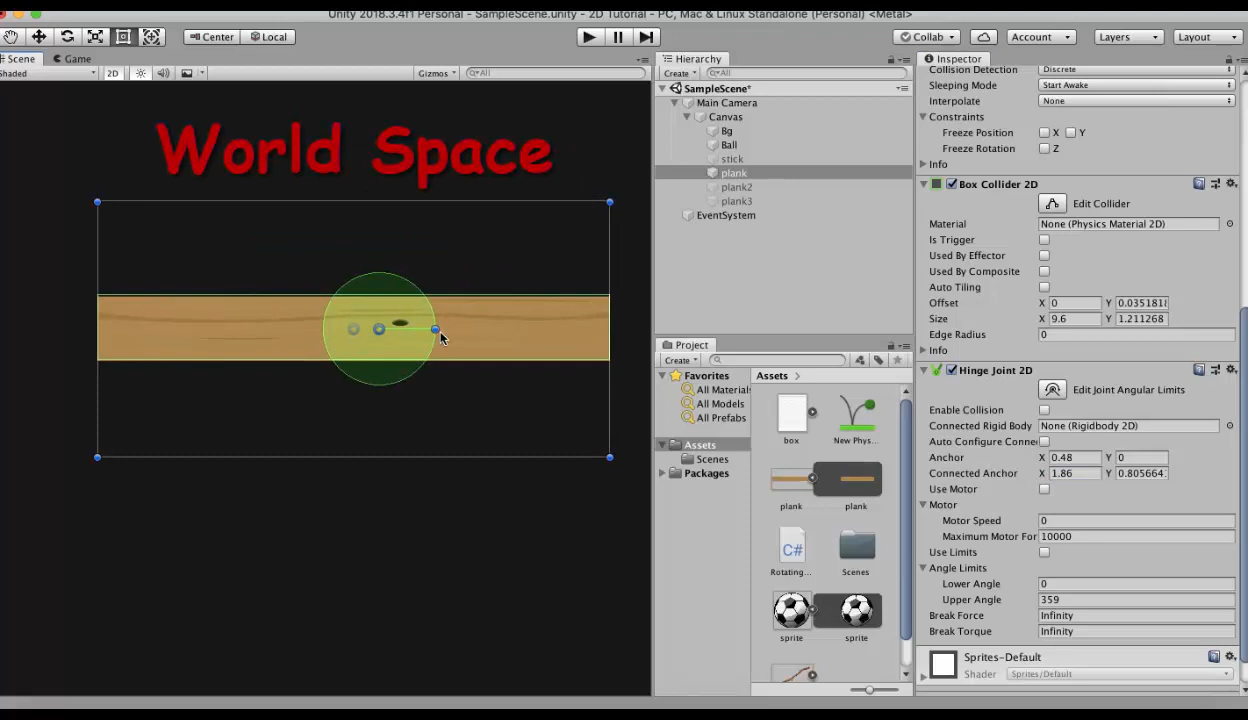 Unity 2018.3.4f1 Personal - SampleScene.unity - 2D Tutorial - PC, Mac & Linux Standalone (Personal) <Metal>
Center Local Collab Account Layers Layout
Scene Game
Shaded 2D Gizmos All
World Space
Hierarchy
Create All
SampleScene*
Main Camera
Canvas
Bg
Ball
stick
plank
plank2
plank3
EventSystem
Project
Create
Favorites
All Material
All Models
All Prefabs
Assets
Scenes
Packages
Assets
box New Phys...
plank plank
C#
Rotating... Scenes
sprite sprite
Inspector
Collision Detection Discrete
Sleeping Mode Start Awake
Interpolate None
Constraints
Freeze Position X Y
Freeze Rotation Z
Info
Box Collider 2D
Edit Collider
Material None (Physics Material 2D)
Is Trigger
Used By Effector
Used By Composite
Auto Tiling
Offset X 0 Y 0.035181
Size X 9.6 Y 1.211268
Edge Radius 0
Info
Hinge Joint 2D
Edit Joint Angular Limits
Enable Collision
Connected Rigid Body None (Rigidbody 2D)
Auto Configure Conne
Anchor X 0.48 Y 0
Connected Anchor X 1.86 Y 0.805664
Use Motor
Motor
Motor Speed 0
Maximum Motor For 10000
Use Limits
Angle Limits
Lower Angle 0
Upper Angle 359
Break Force Infinity
Break Torque Infinity
Sprites-Default
Shader Sprites/Default